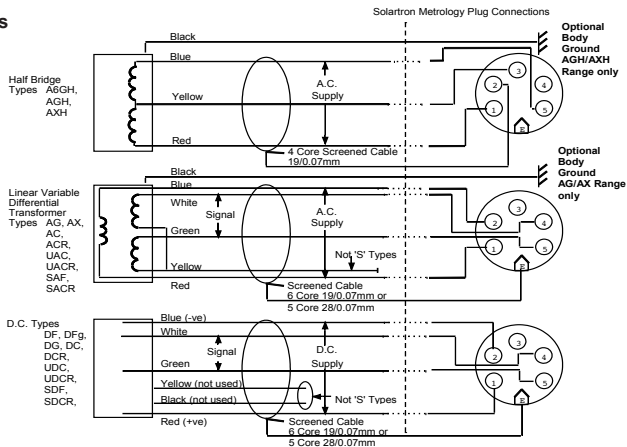 Solartron Metrology Plug Connections
s
Black
Optional
Body
Ground
AGH/AXH
Range only
Blue
Half Bridge
Types A6GH,
AGH,
AXH
A.C.
Supply
Yellow
Red
4 Core Screened Cable
19/0.07mm
1
2
3
4
5
E
Optional
Body
Ground
AG/AX Range
only
Black
Blue
White
Linear Variable
Differential
Transformer
Types AG, AX,
AC,
ACR,
UAC,
UACR,
SAF,
SACR
Signal
A.C.
Supply
Green
Not 'S' Types
Yellow
Red
Screened Cable
6 Core 19/0.07mm or
5 Core 28/0.07mm
1
2
3
4
5
E
D.C. Types
DF, DFg,
DG, DC,
DCR,
UDC,
UDCR,
SDF,
SDCR,
Blue (-ve)
White
Signal
D.C.
Supply
Green
Yellow (not used)
Black (not used)
Not 'S' Types
Red (+ve)
Screened Cable
6 Core 19/0.07mm or
5 Core 28/0.07mm
1
2
3
4
5
E